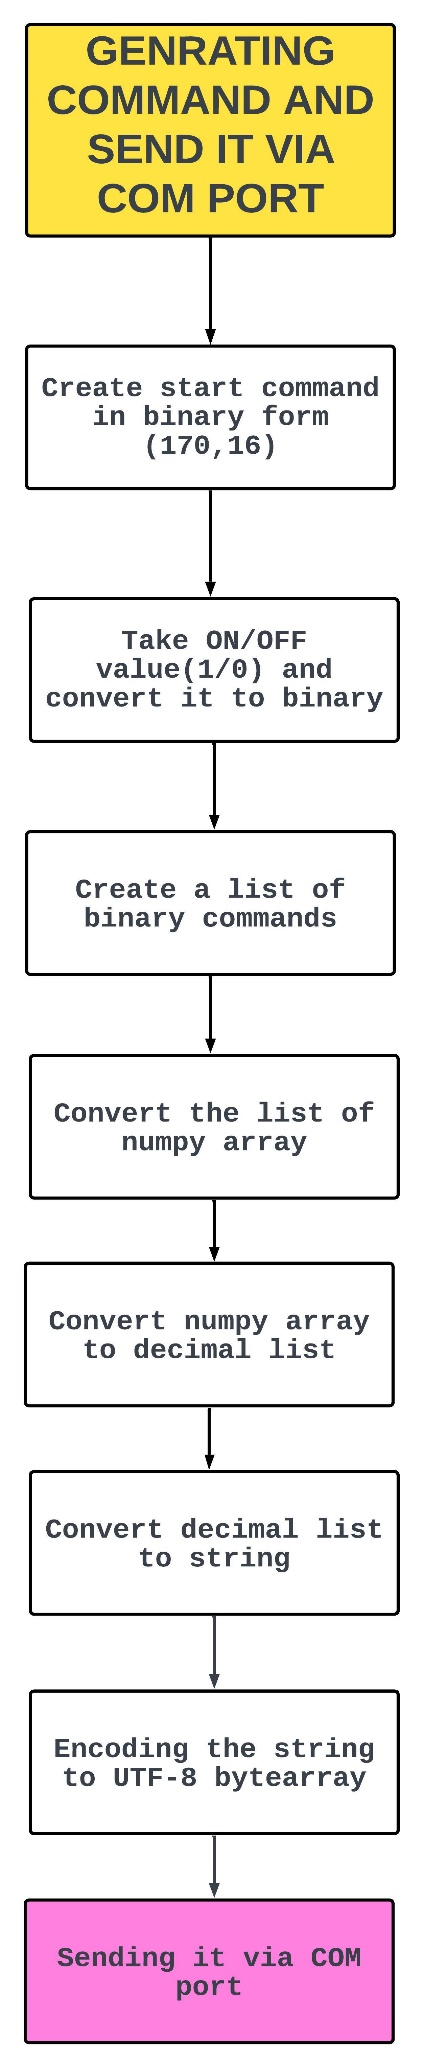 GENRATING
COMMAND AND
SEND IT VIA
COM PORT
Create start command
in binary form
(170,16)
Take ON/OFF
value(1/0) and
convert it to binary
Create a list of
binary commands
Convert the list of
numpy array
Convert numpy array
to decimal list
Convert decimal list
to string
Encoding the string
to UTF-8 bytearray
Sending it via COM
port